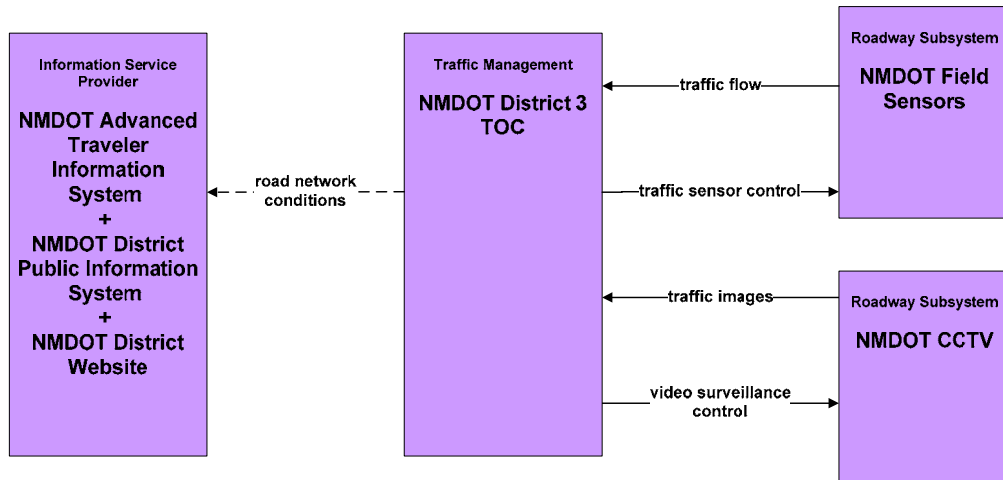 Information Service
Provider
NMDOT Advanced
Traveler
Information
System
+
NMDOT District
Public Information
System
+
NMDOT District
Website
road network
conditions
Traffic Management
NMDOT District 3
TOC
traffic flow
traffic sensor control
traffic images
video surveillance
control
Roadway Subsystem
NMDOT Field
Sensors
Roadway Subsystem
NMDOT CCTV